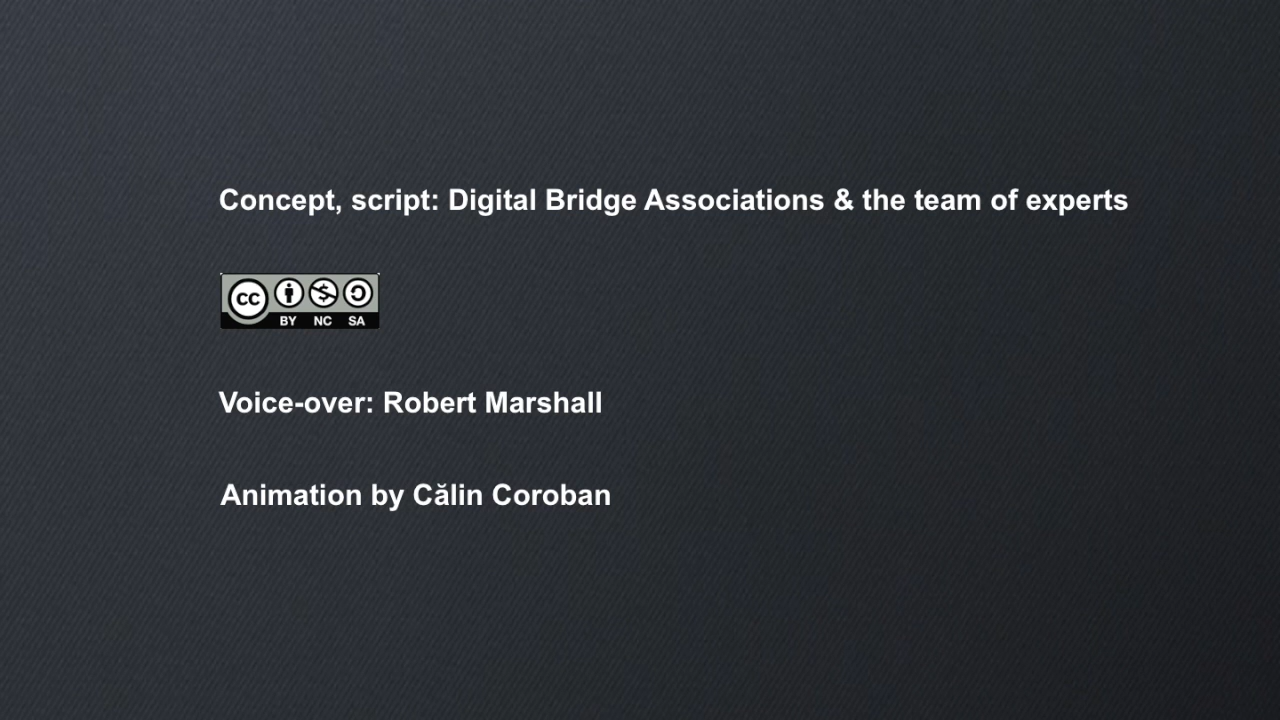 Concept, script: Digital Bridge Associations & the team of experts
cc
BY NC SA
Voice-over: Robert Marshall
Animation by Călin Coroban